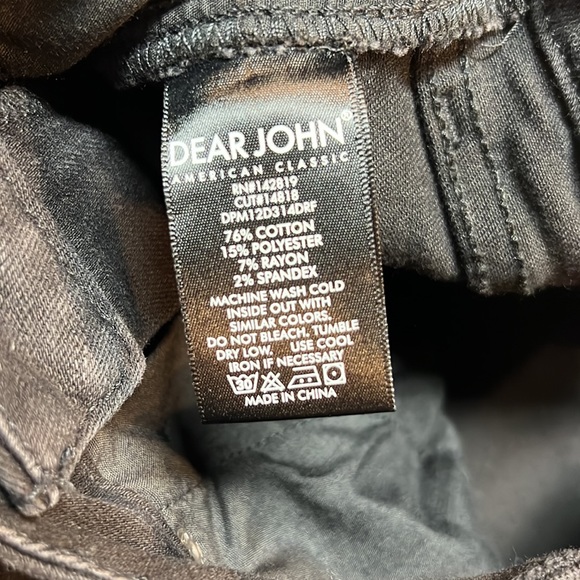 DEAR JOHN®
AMERICAN CLASSIC
RN#142819
CUT#14818
DPM12D314DRF
76% COTTON
15% POLYESTER
7% RAYON
2% SPANDEX
MACHINE WASH COLD
INSIDE OUT WITH
SIMILAR COLORS.
DO NOT BLEACH. TUMBLE
DRY LOW. USE COOL
IRON IF NECESSARY
30
MADE IN CHINA